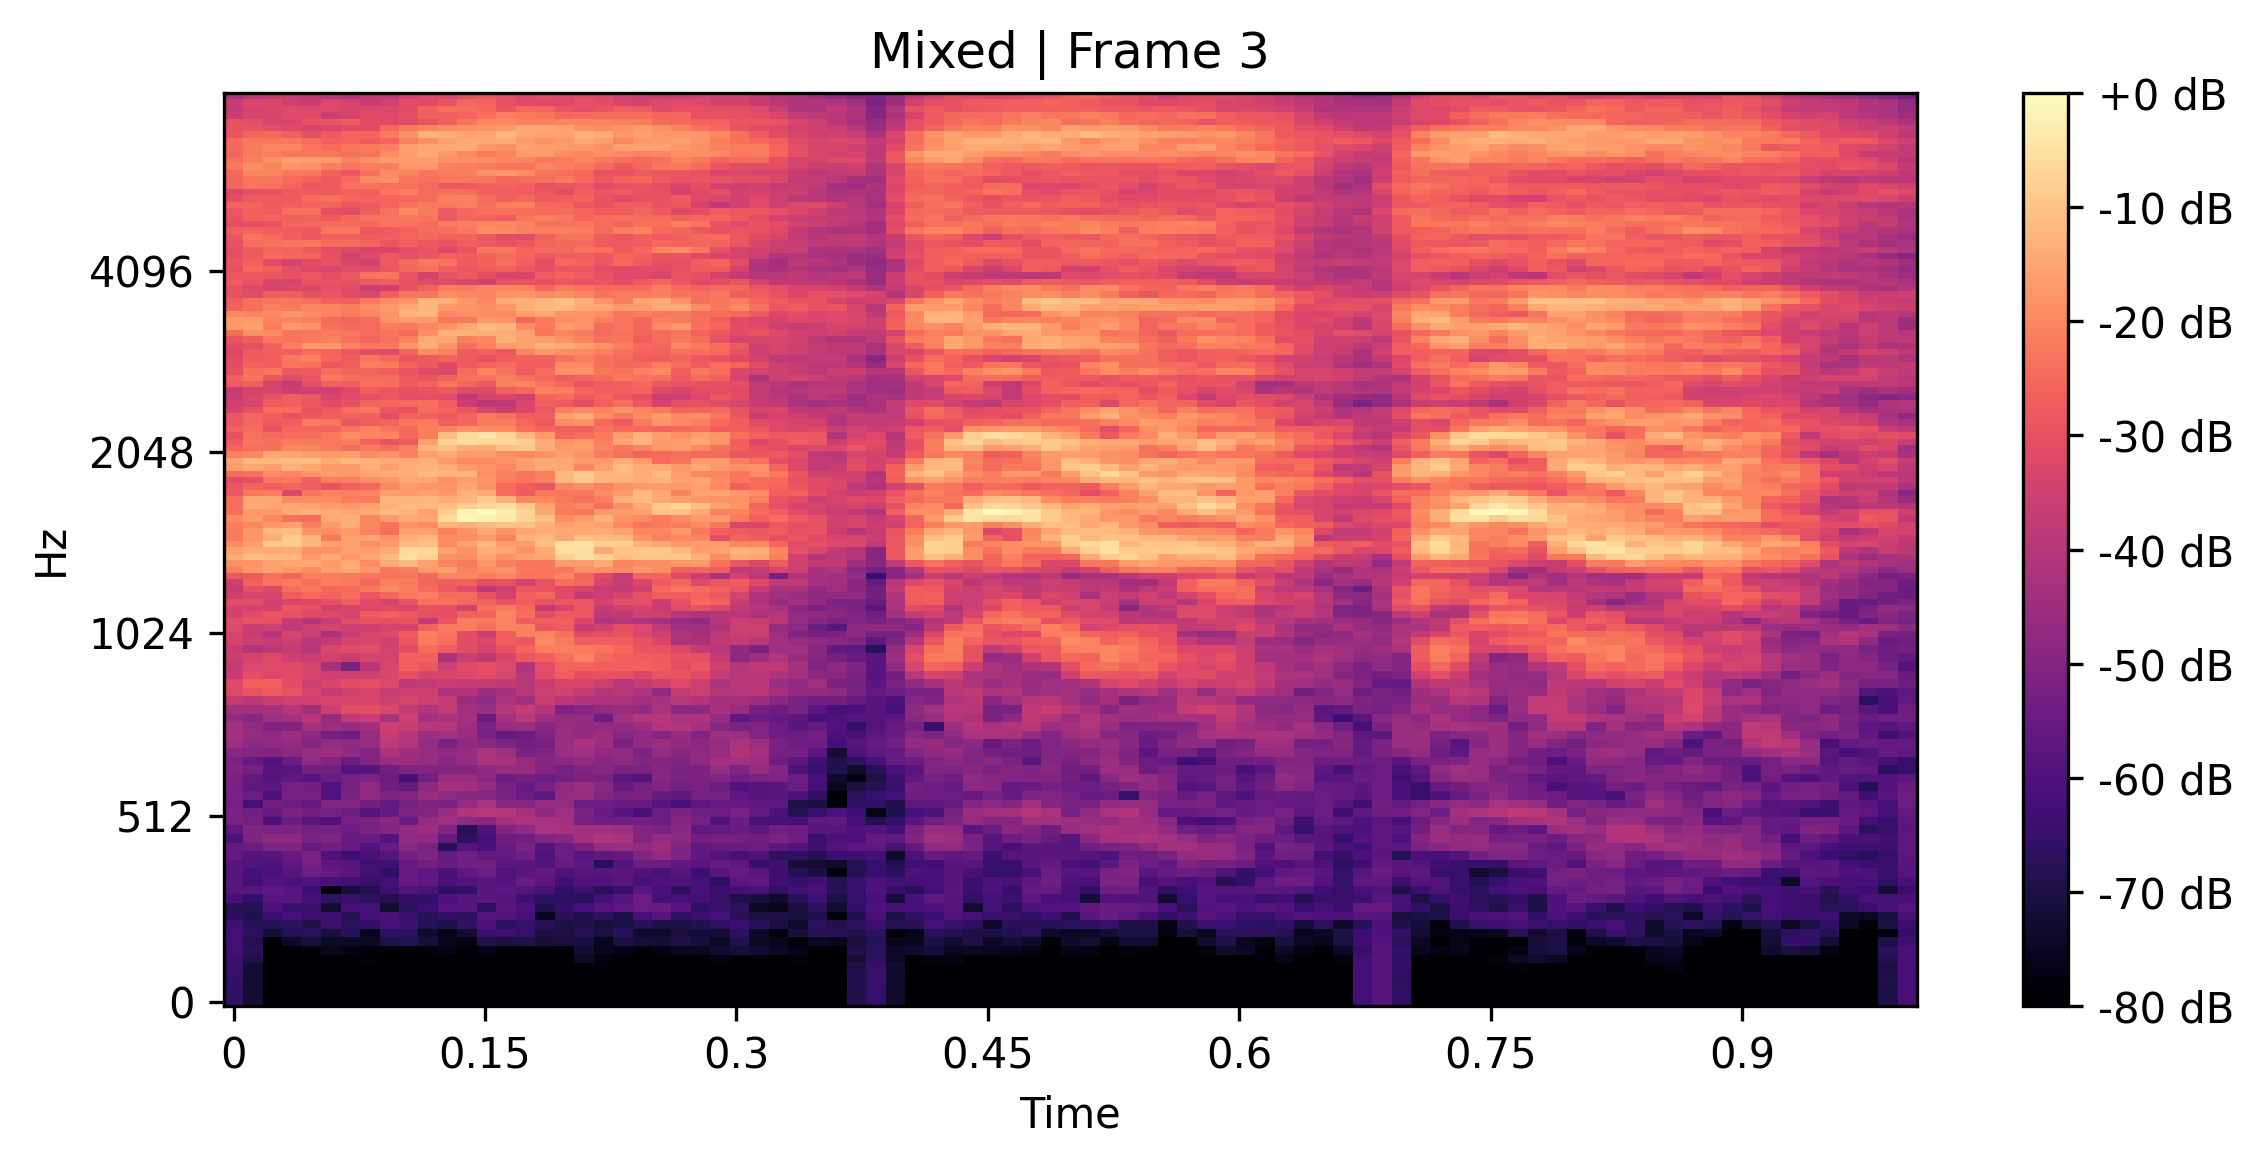 Mixed | Frame 3
Hz
4096
2048
1024
512
0
0 0.15 0.3 0.45 0.6 0.75 0.9
Time
+0 dB
-10 dB
-20 dB
-30 dB
-40 dB
-50 dB
-60 dB
-70 dB
-80 dB